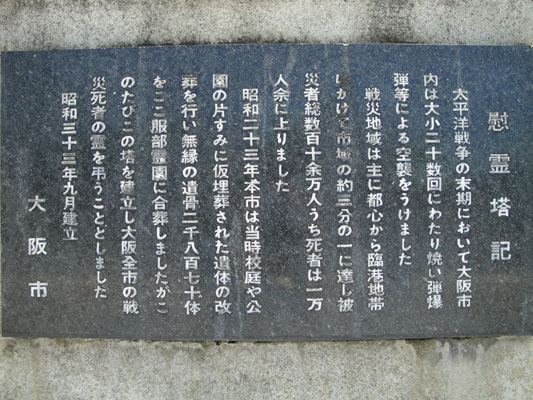 慰霊塔記
太平洋戦争の末期において大阪市
内は大小二十数回にわたり焼い弾爆
弾等による空襲をうけました
戦災地域は主に都心から臨港地帯
にかけて市域の約三分の一に達し被
災者総数百十余万人うち死者は一万
人余に上りました
昭和二十三年本市は当時校庭や公
園の片すみに仮埋葬された遺体の改
葬を行い無縁の遺骨二千八百七十体
をここ服部霊園に合葬しましたがこ
のたびこの塔を建立し大阪全市の戦
災死者の霊を弔うこととしました
昭和三十三年九月建立
大阪市